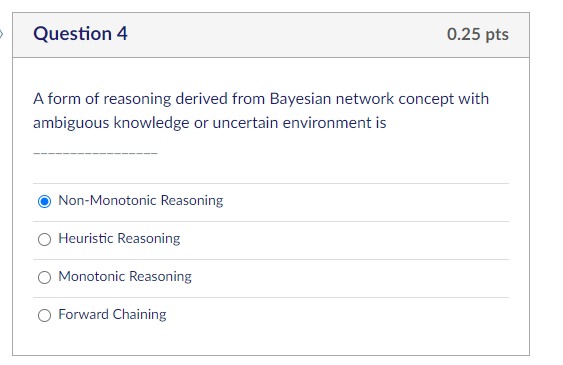 Question 4
0.25 pts
A form of reasoning derived from Bayesian network concept with
ambiguous knowledge or uncertain environment is
_________________
Non-Monotonic Reasoning
Heuristic Reasoning
Monotonic Reasoning
Forward Chaining